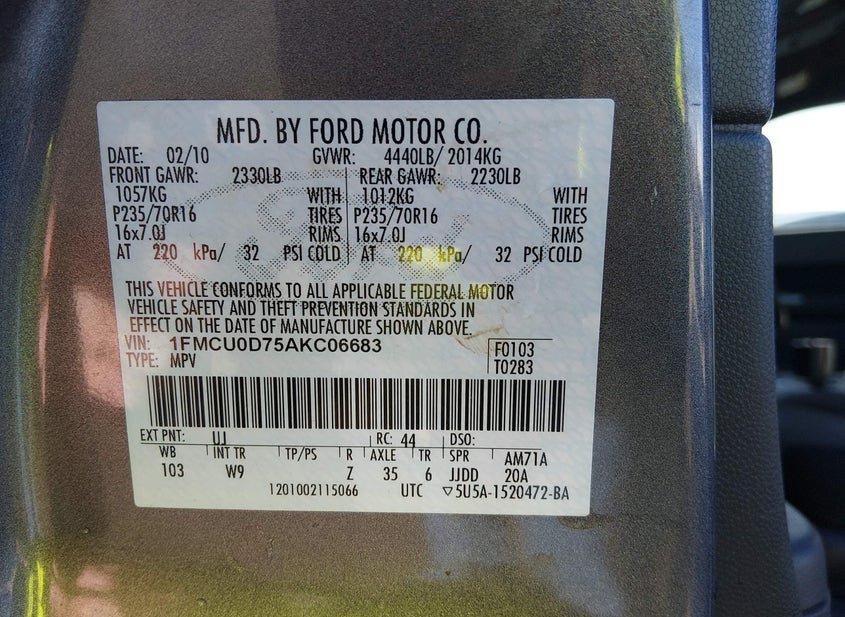 MFD. BY FORD MOTOR CO.
DATE: 02/10 GVWR: 4440LB/ 2014KG
FRONT GAWR: 2330LB REAR GAWR: 2230LB
1057KG WITH 1012KG WITH
P235/70R16 TIRES P235/70R16 TIRES
16x7.0J RIMS 16x7.0J RIMS
AT 220 kPa/ 32 PSI COLD AT 220 kPa/ 32 PSI COLD
THIS VEHICLE CONFORMS TO ALL APPLICABLE FEDERAL MOTOR
VEHICLE SAFETY AND THEFT PREVENTION STANDARDS IN
EFFECT ON THE DATE OF MANUFACTURE SHOWN ABOVE.
VIN: 1FMCU0D75AKC06683 F0103
TYPE: MPV T0283
EXT PNT: UJ RC: 44 DSO:
WB INT TR TP/PS R AXLE TR SPR AM71A
103 W9 Z 35 6 JJDD 20A
1201002115066 UTC ▽5U5A-1520472-BA